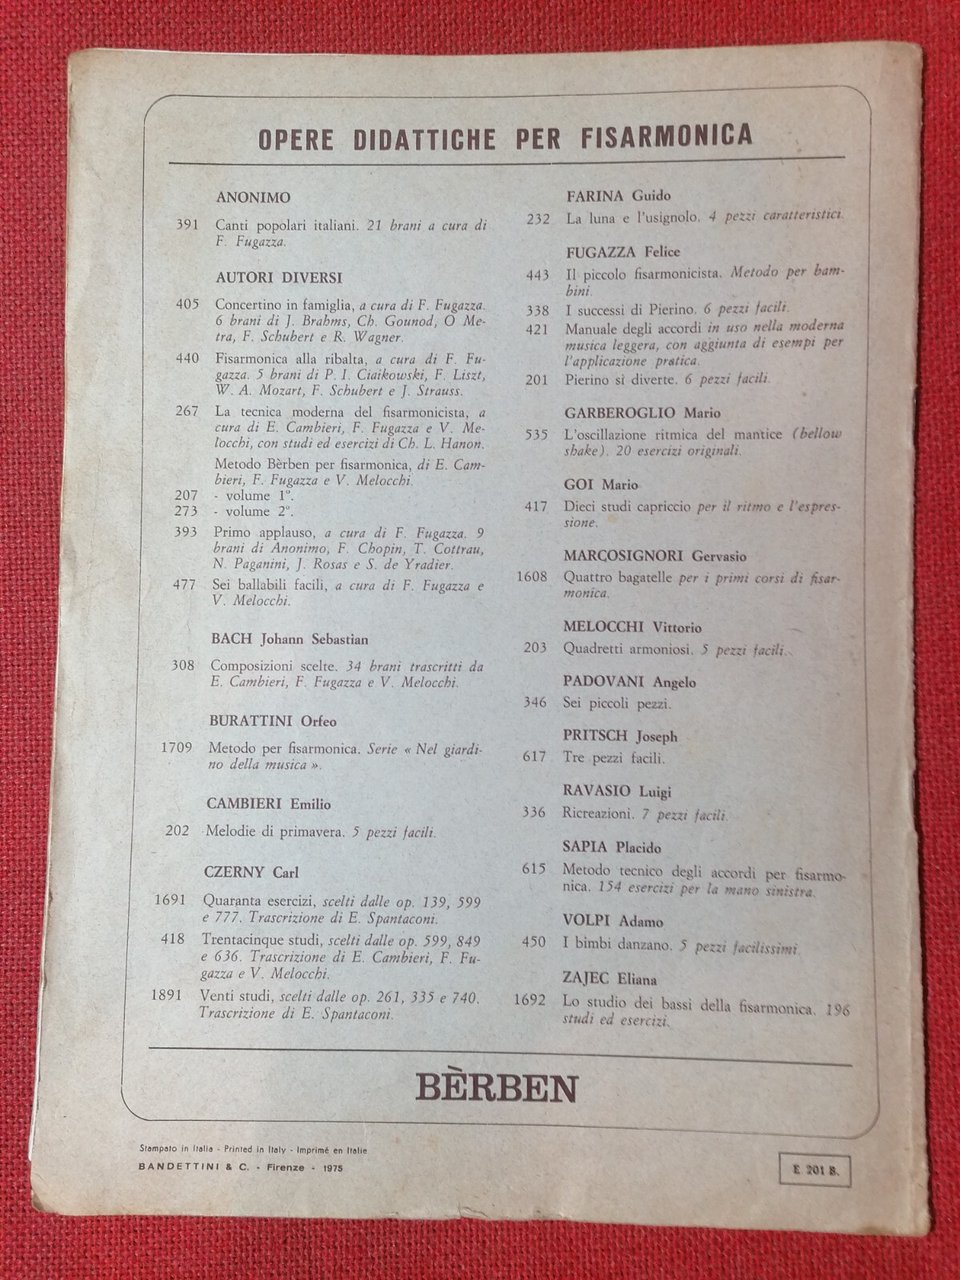 OPERE DIDATTICHE PER FISARMONICA
ANONIMO
391 Canti popolari italiani. 21 brani a cura di
F. Fugazza.
AUTORI DIVERSI
405 Concertino in famiglia, a cura di F. Fugazza.
6 brani di J. Brahms, Ch. Gounod, O Me-
tra, F. Schubert e R. Wagner.
440 Fisarmonica alla ribalta, a cura di F. Fu-
gazza. 5 brani di P. I. Ciaikowski, F. Liszt,
W. A. Mozart, F. Schubert e J. Strauss.
267 La tecnica moderna del fisarmonicista, a
cura di E. Cambieri, F. Fugazza e V. Me-
locchi, con studi ed esercizi di Ch. L. Hanon.
Metodo Bèrben per fisarmonica, di E. Cam-
bieri, F. Fugazza e V. Melocchi.
207 - volume 1°.
273 - volume 2°.
393 Primo applauso, a cura di F. Fugazza. 9
brani di Anonimo, F. Chopin, T. Cottrau,
N. Paganini, J. Rosas e S. de Yradier.
477 Sei ballabili facili, a cura di F. Fugazza e
V. Melocchi.
BACH Johann Sebastian
308 Composizioni scelte. 34 brani trascritti da
E. Cambieri, F. Fugazza e V. Melocchi.
BURATTINI Orfeo
1709 Metodo per fisarmonica. Serie « Nel giardi-
no della musica ».
CAMBIERI Emilio
202 Melodie di primavera. 5 pezzi facili.
CZERNY Carl
1691 Quaranta esercizi, scelti dalle op. 139, 599
e 777. Trascrizione di E. Spantaconi.
418 Trentacinque studi, scelti dalle op. 599, 849
e 636. Trascrizione di E. Cambieri, F. Fu-
gazza e V. Melocchi.
1891 Venti studi, scelti dalle op. 261, 335 e 740.
Trascrizione di E. Spantaconi.
FARINA Guido
232 La luna e l'usignolo. 4 pezzi caratteristici.
FUGAZZA Felice
443 Il piccolo fisarmonicista. Metodo per bam-
bini.
338 I successi di Pierino. 6 pezzi facili.
421 Manuale degli accordi in uso nella moderna
musica leggera, con aggiunta di esempi per
l'applicazione pratica.
201 Pierino si diverte. 6 pezzi facili.
GARBEROGLIO Mario
535 L'oscillazione ritmica del mantice (bellow
shake). 20 esercizi originali.
GOI Mario
417 Dieci studi capriccio per il ritmo e l'espres-
sione.
MARCOSIGNORI Gervasio
1608 Quattro bagatelle per i primi corsi di fisar-
monica.
MELOCCHI Vittorio
203 Quadretti armoniosi. 5 pezzi facili.
PADOVANI Angelo
346 Sei piccoli pezzi.
PRITSCH Joseph
617 Tre pezzi facili.
RAVASIO Luigi
336 Ricreazioni. 7 pezzi facili.
SAPIA Placido
615 Metodo tecnico degli accordi per fisarmo-
nica. 154 esercizi per la mano sinistra.
VOLPI Adamo
450 I bimbi danzano. 5 pezzi facilissimi.
ZAJEC Eliana
1692 Lo studio dei bassi della fisarmonica. 196
studi ed esercizi.
BÈRBEN
Stampato in Italia - Printed in Italy - Imprimé en Italie
BANDETTINI & C. - Firenze - 1975
E. 201 B.